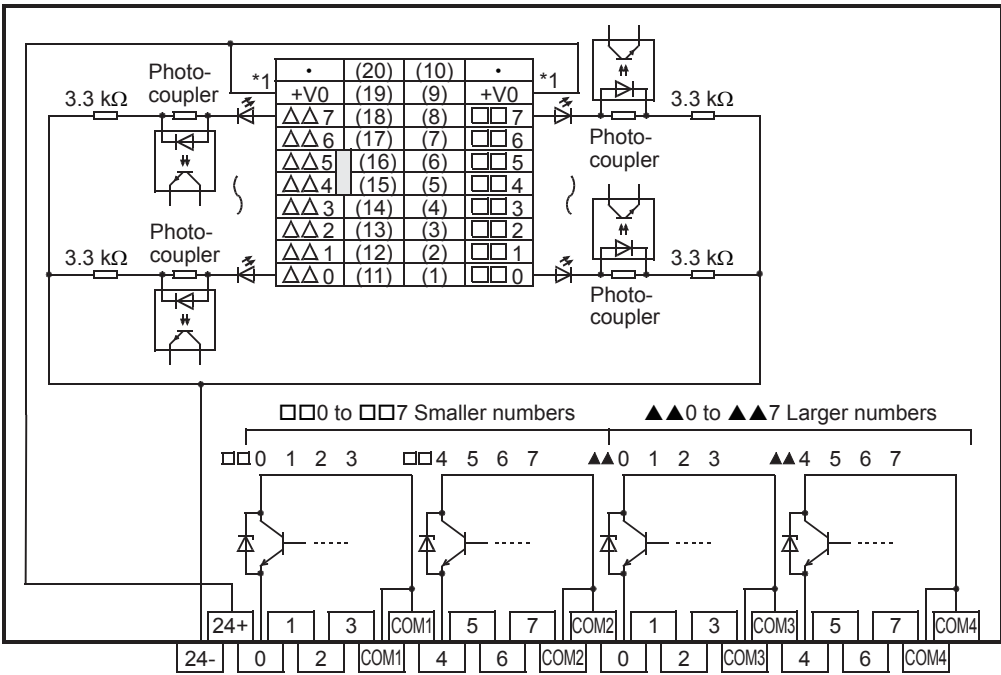 Photo-
coupler
3.3 kΩ
*1
• (20) (10) •
+V0 (19) (9) +V0
△△7 (18) (8) □□7
△△6 (17) (7) □□6
△△5 (16) (6) □□5
△△4 (15) (5) □□4
△△3 (14) (4) □□3
△△2 (13) (3) □□2
△△1 (12) (2) □□1
△△0 (11) (1) □□0
*1
3.3 kΩ
Photo-
coupler
Photo-
coupler
3.3 kΩ
3.3 kΩ
Photo-
coupler
□□0 to □□7 Smaller numbers ▲▲0 to ▲▲7 Larger numbers
□□0 1 2 3 □□4 5 6 7 ▲▲0 1 2 3 ▲▲4 5 6 7
24+ 1 3 COM1 5 7 COM2 1 3 COM3 5 7 COM4
24- 0 2 COM1 4 6 COM2 0 2 COM3 4 6 COM4